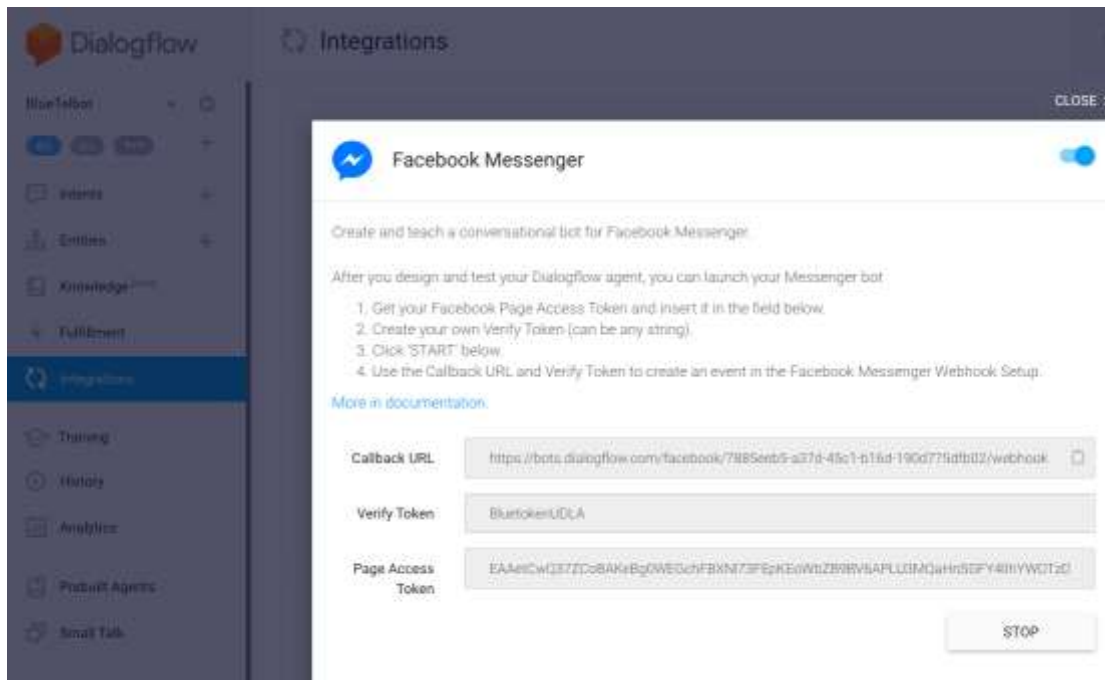 Dialogflow
Integrations
BlueTelbot
CLOSE
Facebook Messenger
Intents
Create and teach a conversational bot for Facebook Messenger.
Entities
After you design and test your Dialogflow agent, you can launch your Messenger bot
Knowledge
1. Get your Facebook Page Access Token and insert it in the field below.
2. Create your own Verify Token (can be any string).
Fulfillment
3. Click 'START' below.
4. Use the Callback URL and Verify Token to create an event in the Facebook Messenger Webhook Setup.
Integrations
More in documentation.
Training
Callback URL
History
Verify Token BluetokenUDLA
Analytics
Page Access
Token
Prebuilt Agents
Small Talk
STOP